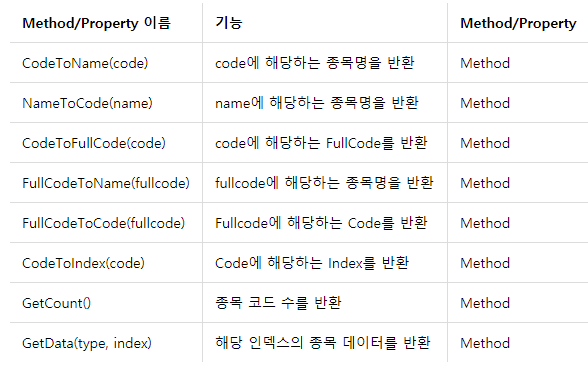 Method/Property 이름 기능 Method/Property
CodeToName(code) code에 해당하는 종목명을 반환 Method
NameToCode(name) name에 해당하는 종목명을 반환 Method
CodeToFullCode(code) code에 해당하는 FullCode를 반환 Method
FullCodeToName(fullcode) fullcode에 해당하는 종목명을 반환 Method
FullCodeToCode(fullcode) Fullcode에 해당하는 Code를 반환 Method
CodeToIndex(code) Code에 해당하는 Index를 반환 Method
GetCount() 종목 코드 수를 반환 Method
GetData(type, index) 해당 인덱스의 종목 데이터를 반환 Method